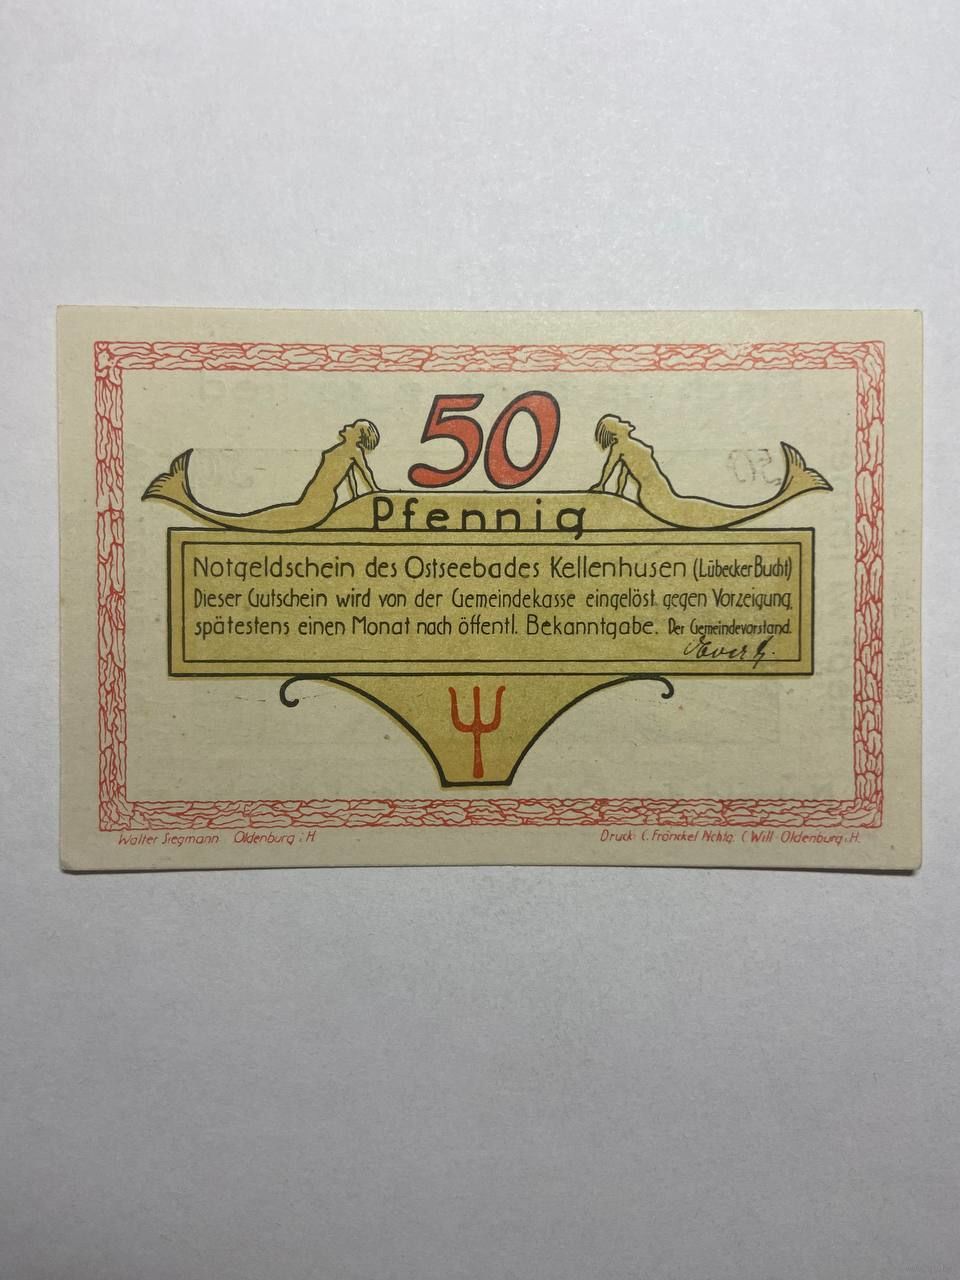 50
Pfennig
Notgeldschein des Ostseebades Kellenhusen (Lübecker Bucht)
Dieser Gutschein wird von der Gemeindekasse eingelöst gegen Vorzeigung,
spätestens einen Monat nach öffentl. Bekanntgabe. Der Gemeindevorstand.
Walter Siegmann Oldenburg i. H.
Druck: C. Fränckel Nchlg. C Will Oldenburg i. H.